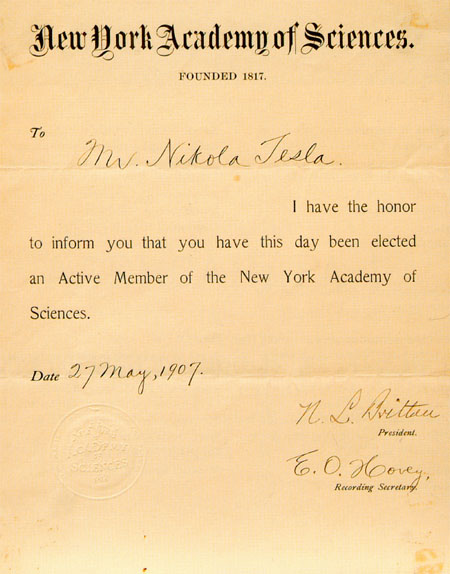 New York Academy of Sciences.
FOUNDED 1817.
To
Mr. Nikola Tesla.
I have the honor
to inform you that you have this day been elected
an Active Member of the New York Academy of
Sciences.
Date 27 May, 1907.
N. L. Britton
President.
E. O. Hovey,
Recording Secretary.